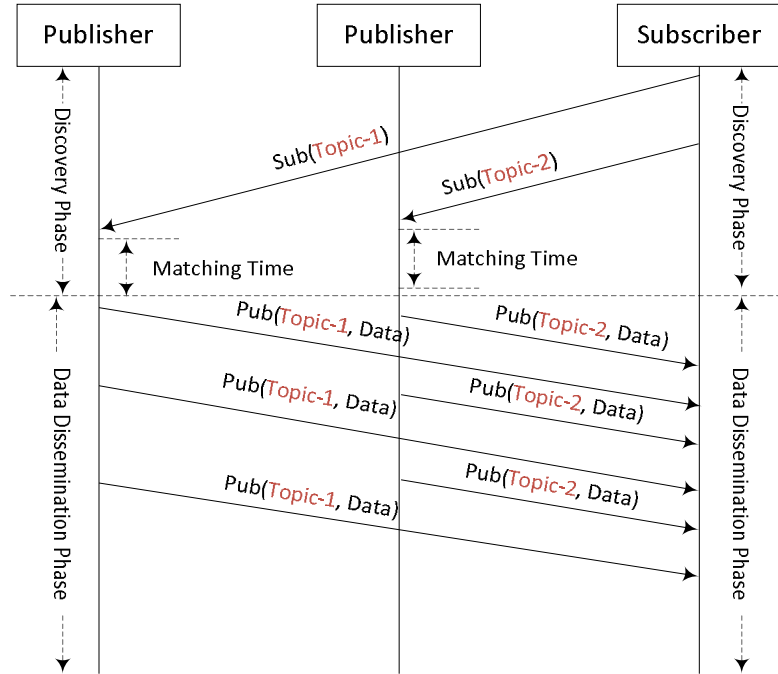 Publisher
Publisher
Subscriber
Discovery Phase
Discovery Phase
Sub(Topic-1)
Sub(Topic-2)
Matching Time
Matching Time
Pub(Topic-1, Data)
Pub(Topic-2, Data)
Pub(Topic-1, Data)
Pub(Topic-2, Data)
Pub(Topic-1, Data)
Pub(Topic-2, Data)
Data Dissemination Phase
Data Dissemination Phase